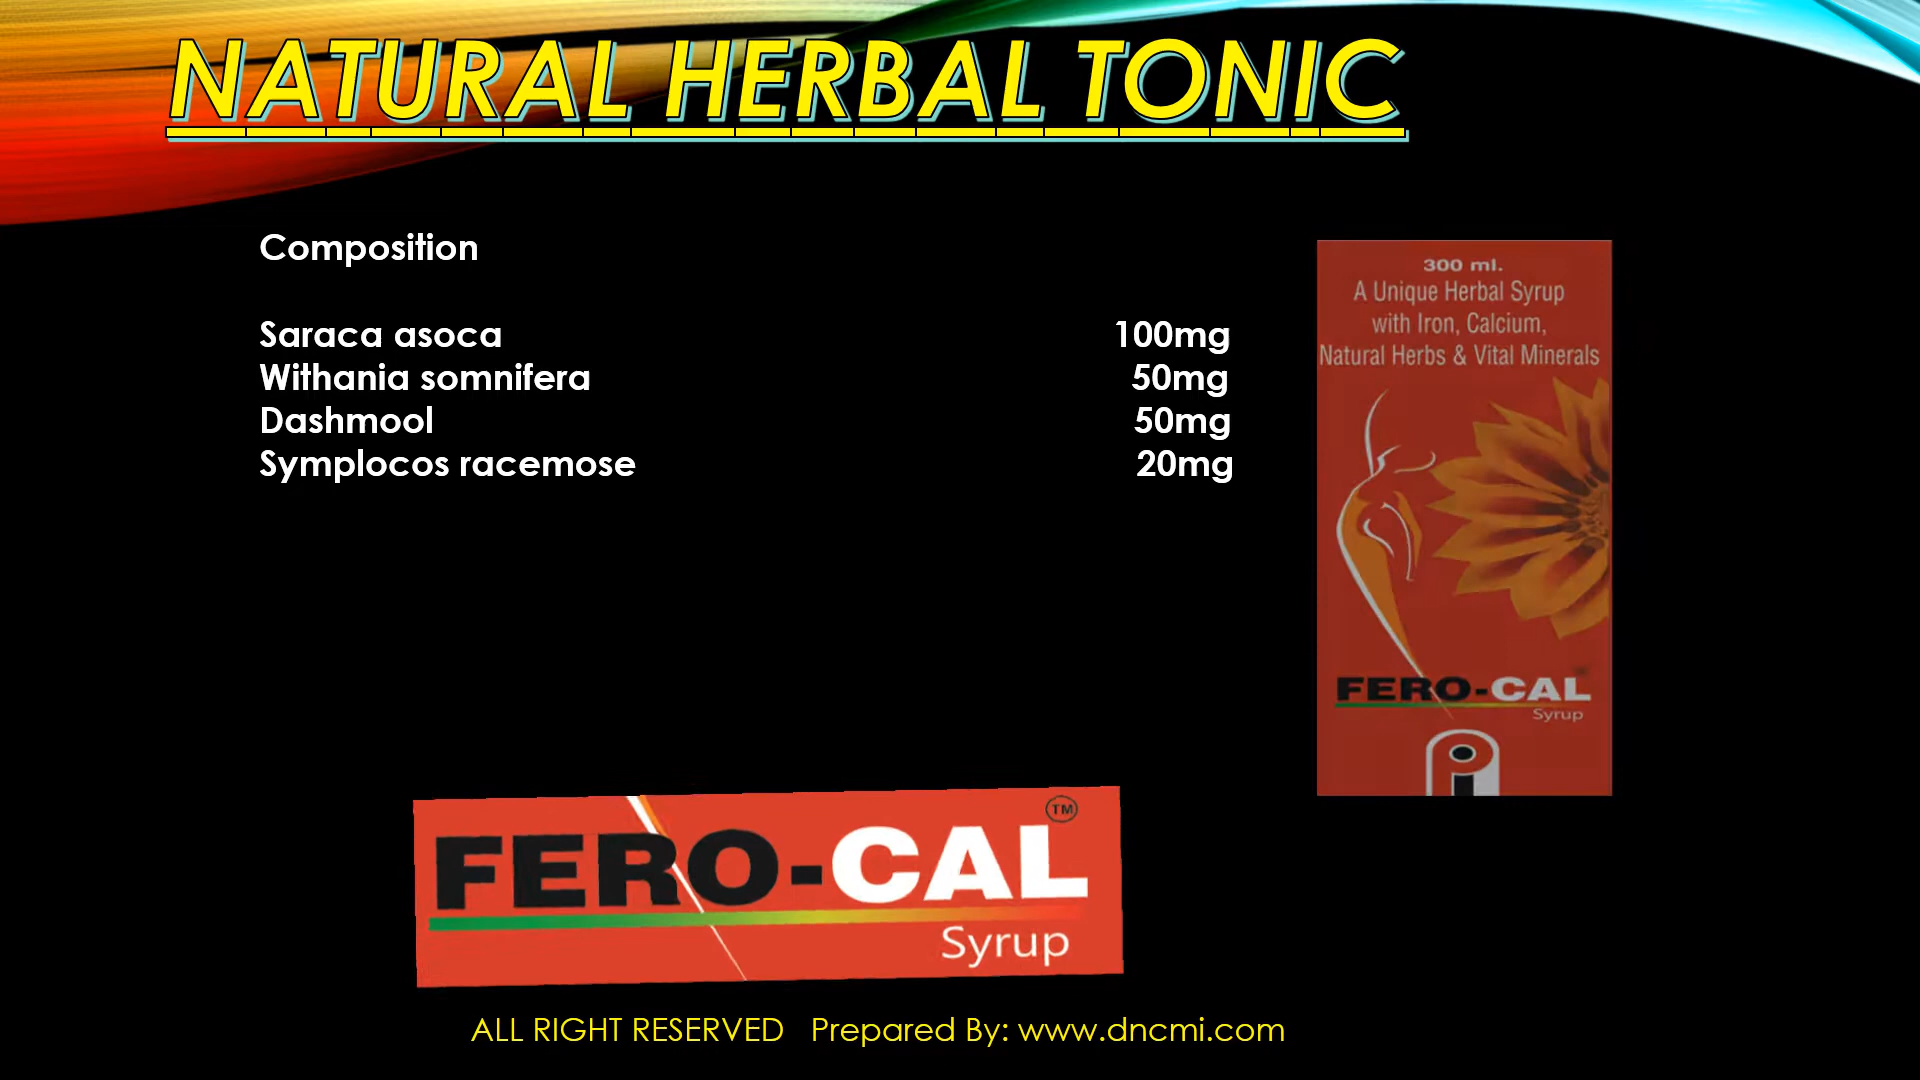 NATURAL HERBAL TONIC
Composition
Saraca asoca 100mg
Withania somnifera 50mg
Dashmool 50mg
Symplocos racemose 20mg
300 ml.
A Unique Herbal Syrup
with Iron, Calcium,
Natural Herbs & Vital Minerals
FERO-CAL
Syrup
FERO-CAL TM
Syrup
ALL RIGHT RESERVED Prepared By: www.dncmi.com